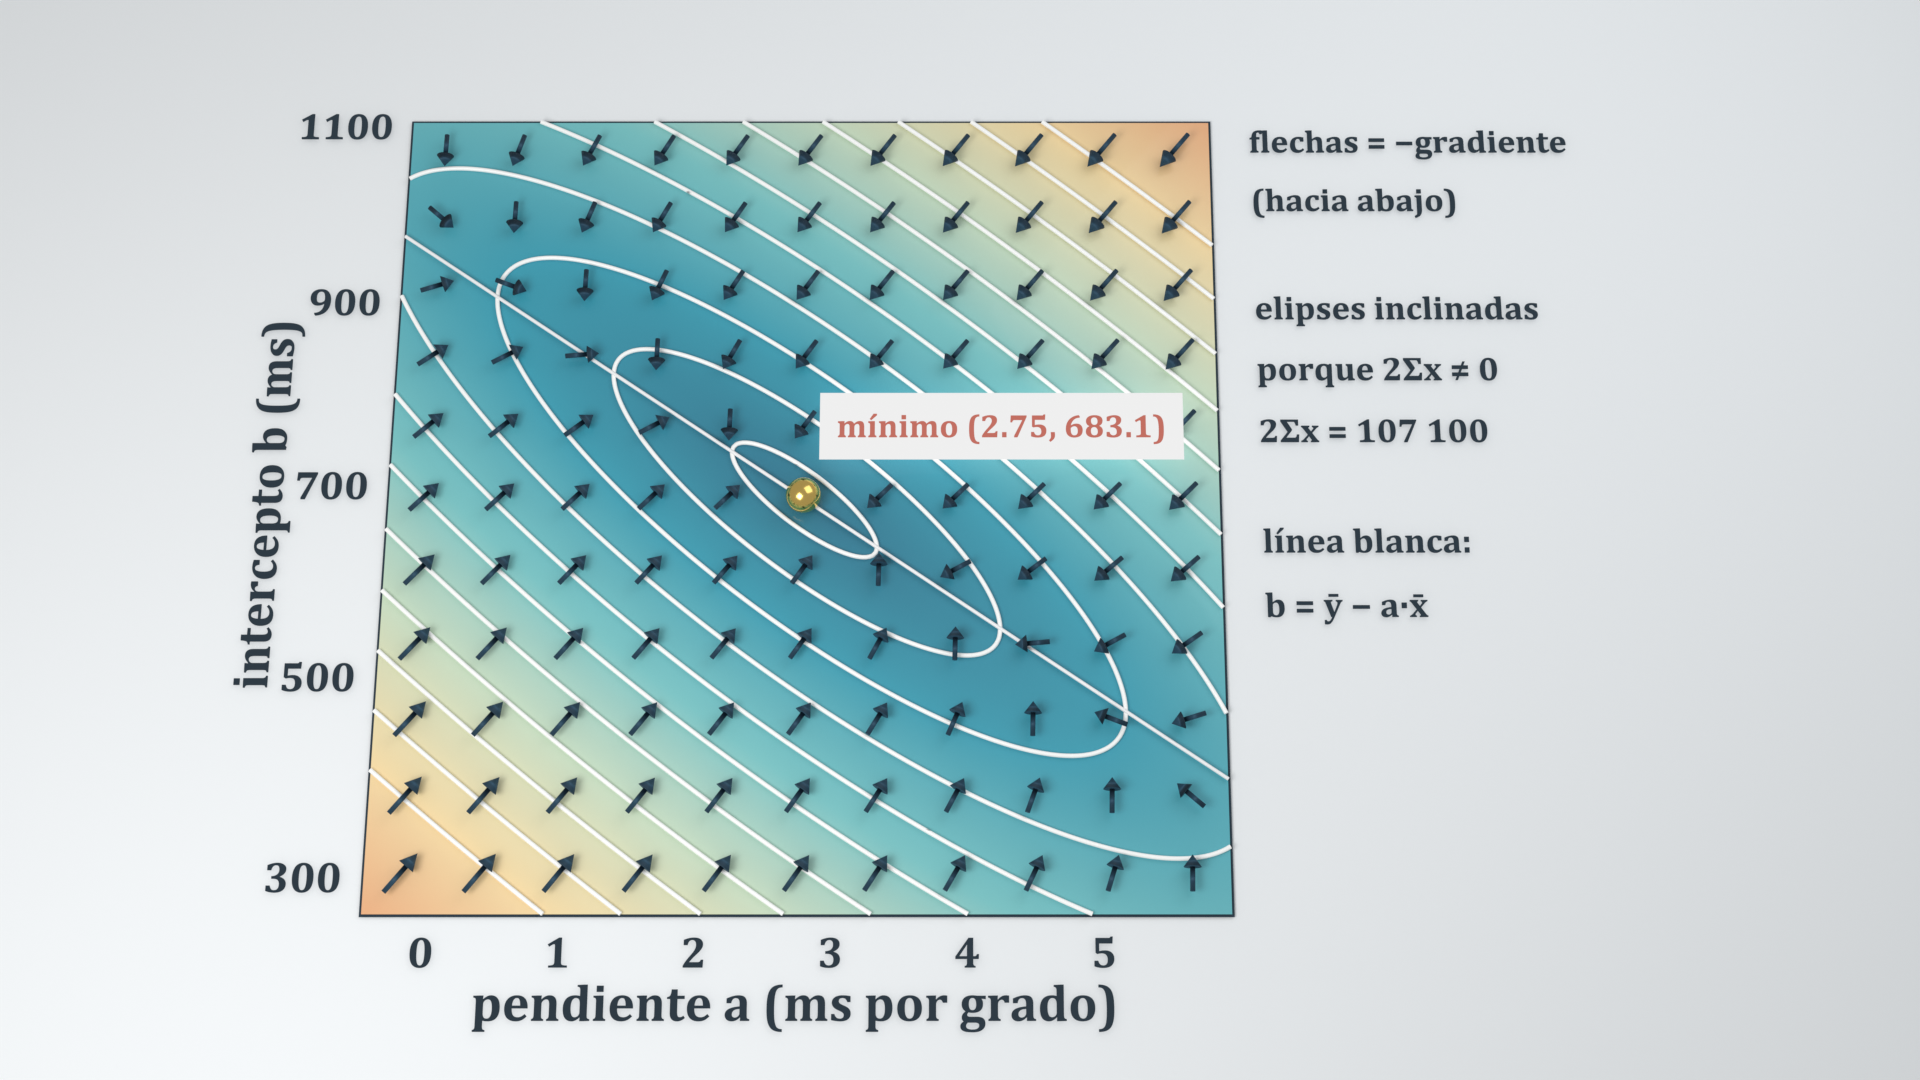 1100
900
700
500
300
intercepto b (ms)
0 1 2 3 4 5
pendiente a (ms por grado)
mínimo (2.75, 683.1)
flechas = −gradiente
(hacia abajo)
elipses inclinadas
porque 2Σx ≠ 0
2Σx = 107 100
línea blanca:
b = ȳ − a·x̄